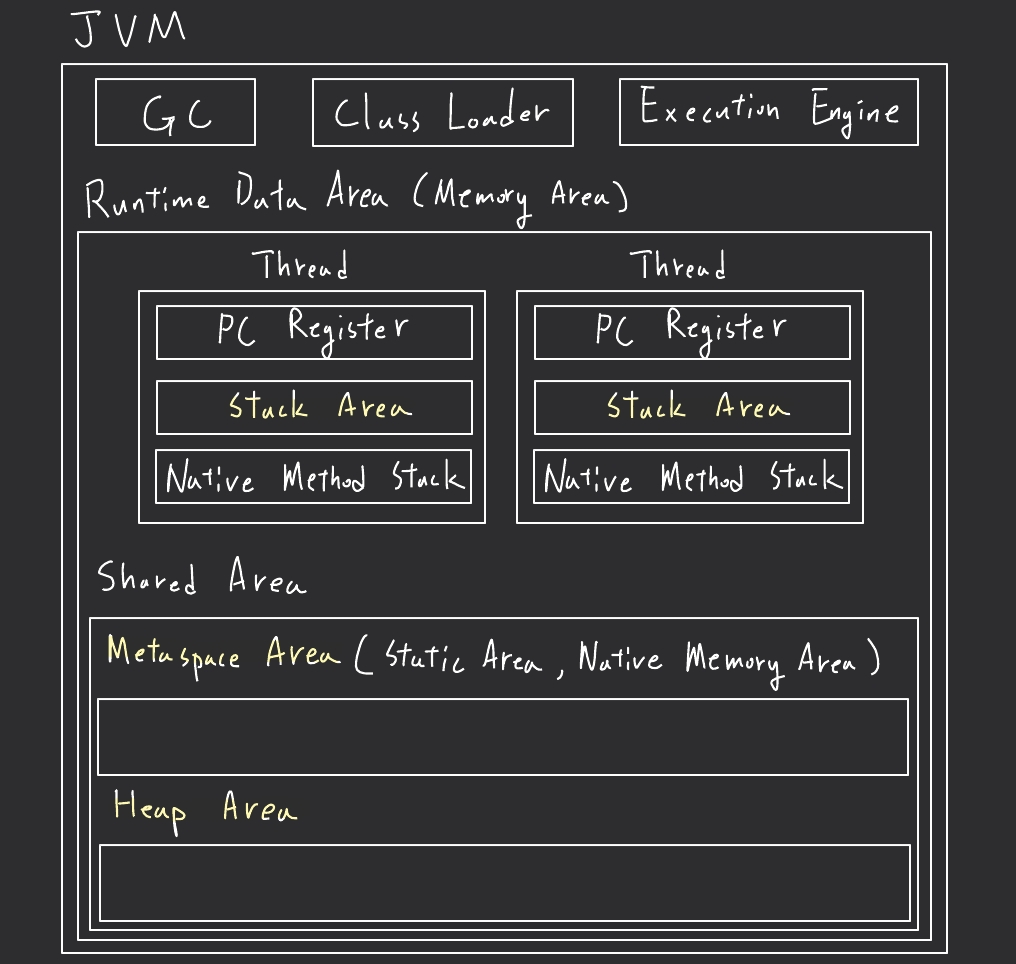 JVM
GC Class Loader Execution Engine
Runtime Data Area (Memory Area)
Thread Thread
PC Register PC Register
Stack Area Stack Area
Native Method Stack Native Method Stack
Shared Area
Metaspace Area (Static Area, Native Memory Area)
Heap Area